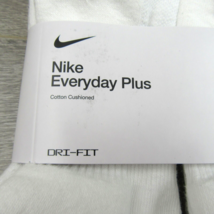 Nike
Everyday Plus
Cotton Cushioned
DRI-FIT